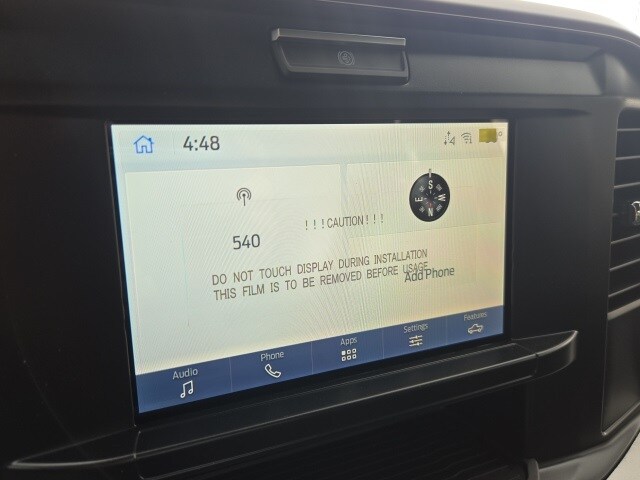 4:48
540
S
E W
N
! ! ! CAUTION ! ! !
DO NOT TOUCH DISPLAY DURING INSTALLATION
THIS FILM IS TO BE REMOVED BEFORE USAGE
Add Phone
Audio
Phone
Apps
Settings
Features